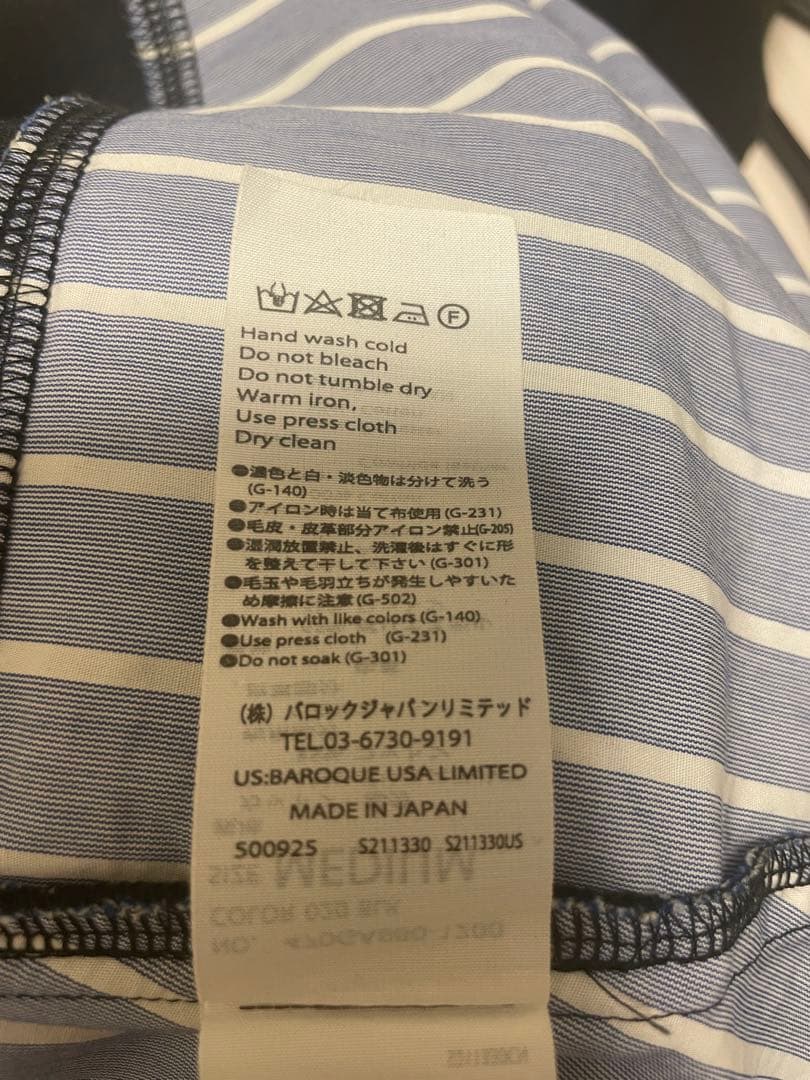 F
Hand wash cold
Do not bleach
Do not tumble dry
Warm iron,
Use press cloth
Dry clean
●濃色と白・淡色物は分けて洗う
(G-140)
●アイロン時は当て布使用(G-231)
●毛皮・皮革部分アイロン禁止(G-205)
●湿潤放置禁止、洗濯後はすぐに形
を整えて干して下さい(G-301)
●毛玉や毛羽立ちが発生しやすいた
め摩擦に注意(G-502)
●Wash with like colors (G-140)
●Use press cloth (G-231)
●Do not soak (G-301)
(株)バロックジャパンリミテッド
TEL.03-6730-9191
US:BAROQUE USA LIMITED
MADE IN JAPAN
500925 S211330 S211330US
SIZE MEDIUM
COLOR 020 BLK